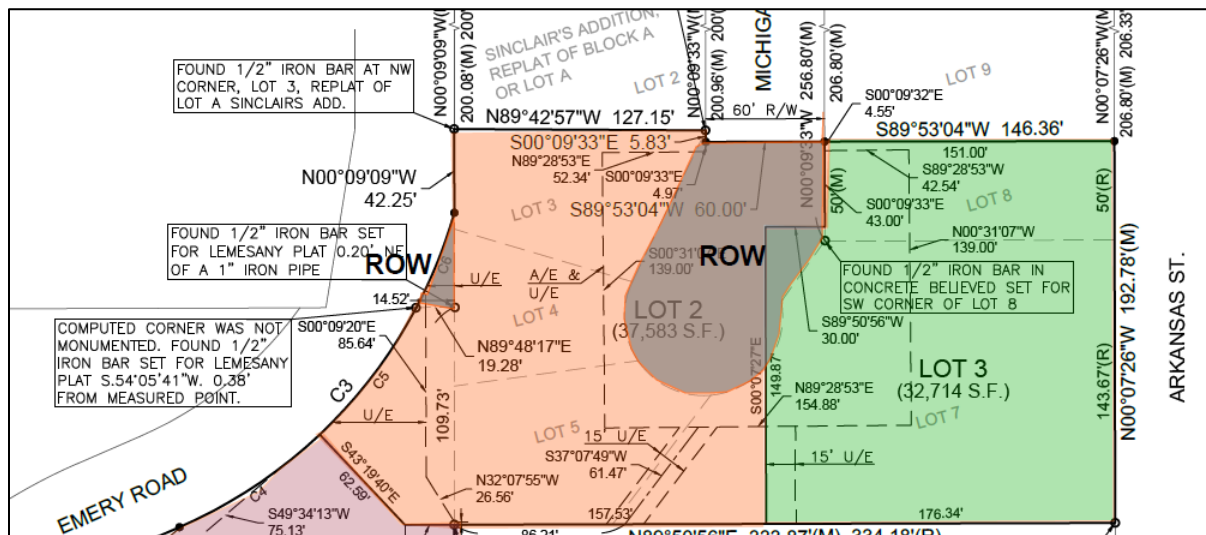 N00°09'09"W
200.08'(M) 200'
SINCLAIR'S ADDITION,
REPLAT OF BLOCK A
OR LOT A
LOT 2
N00°09'33"W(M)
200.96'(M) 200'
MICHIGA
60' R/W
256.80'(M)
N00°09'33"W
206.80'(M)
LOT 9
N00°07'26"W(M)
206.80'(M) 206.33'
FOUND 1/2" IRON BAR AT NW
CORNER, LOT 3, REPLAT OF
LOT A SINCLAIRS ADD.
N89°42'57"W 127.15'
S00°09'33"E 5.83'
N89°28'53"E
52.34'
S00°09'33"E
4.97'
S00°09'32"E
4.55'
S89°53'04"W 146.36'
151.00'
S89°28'53"W
42.54'
50'(M)
S00°09'33"E
43.00'
LOT 8
50'(R)
N00°09'09"W
42.25'
LOT 3
S89°53'04"W 60.00'
N00°31'07"W
139.00'
FOUND 1/2" IRON BAR SET
FOR LEMESANY PLAT 0.20' NE
OF A 1" IRON PIPE
ROW
C6
U/E
A/E &
U/E
139.00'
ROW
FOUND 1/2" IRON BAR IN
CONCRETE BELIEVED SET FOR
SW CORNER OF LOT 8
14.52'
LOT 4
LOT 2
(37,583 S.F.)
S89°50'56"W
30.00'
COMPUTED CORNER WAS NOT
MONUMENTED. FOUND 1/2"
IRON BAR SET FOR LEMESANY
PLAT S.54°05'41"W. 0.38'
FROM MEASURED POINT.
S00°09'20"E
85.64'
N89°48'17"E
19.28'
S00°07'27"E
149.87'
N89°28'53"E
154.88'
LOT 3
(32,714 S.F.)
LOT 7
143.67'(R)
N00°07'26"W 192.78'(M)
ARKANSAS ST.
C3
C5
U/E
109.73'
LOT 5
15' U/E
S37°07'49"W
61.47'
15' U/E
EMERY ROAD
C4
S43°19'40"E
62.59'
N32°07'55"W
26.56'
S49°34'13"W
75.13'
157.53'
176.34'
86.21'
N89°50'56"E 333.87'(M) 334.18'(R)